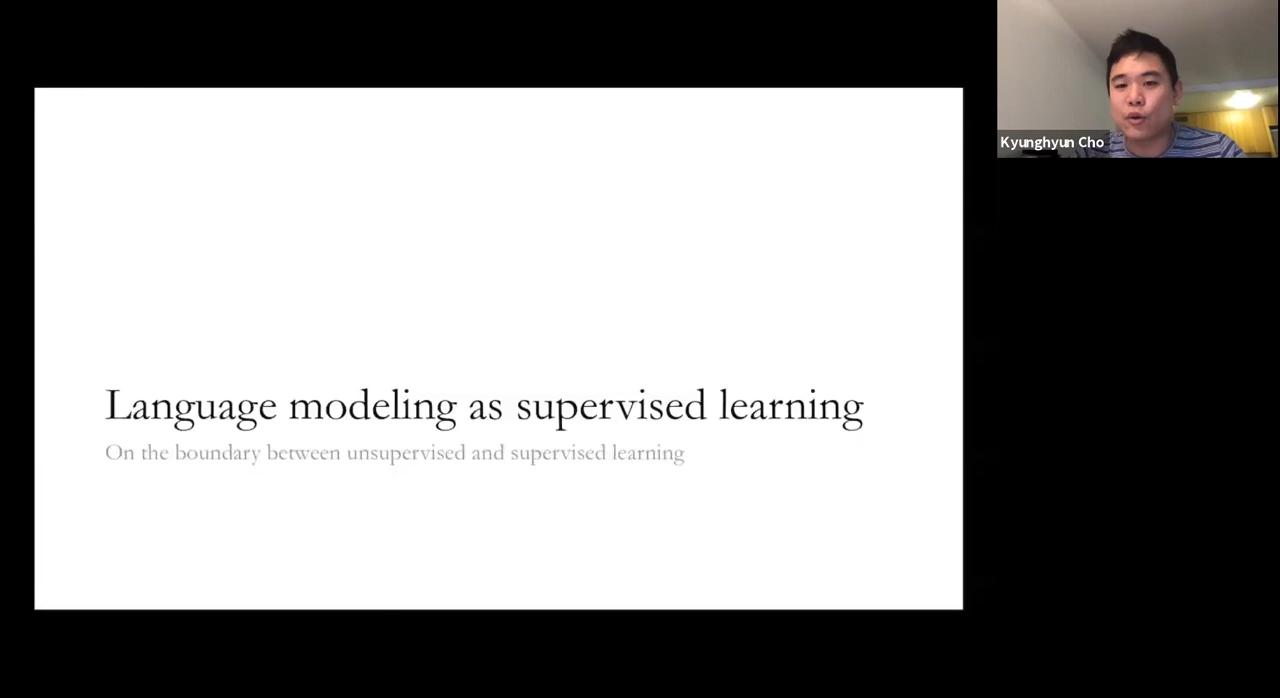 Language modeling as supervised learning
On the boundary between unsupervised and supervised learning
Kyunghyun Cho